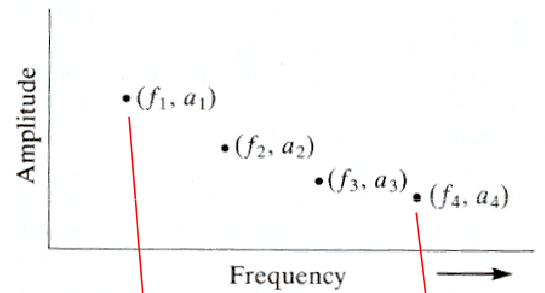 Amplitude
(f₁, a₁)
(f₂, a₂)
(f₃, a₃)
(f₄, a₄)
Frequency